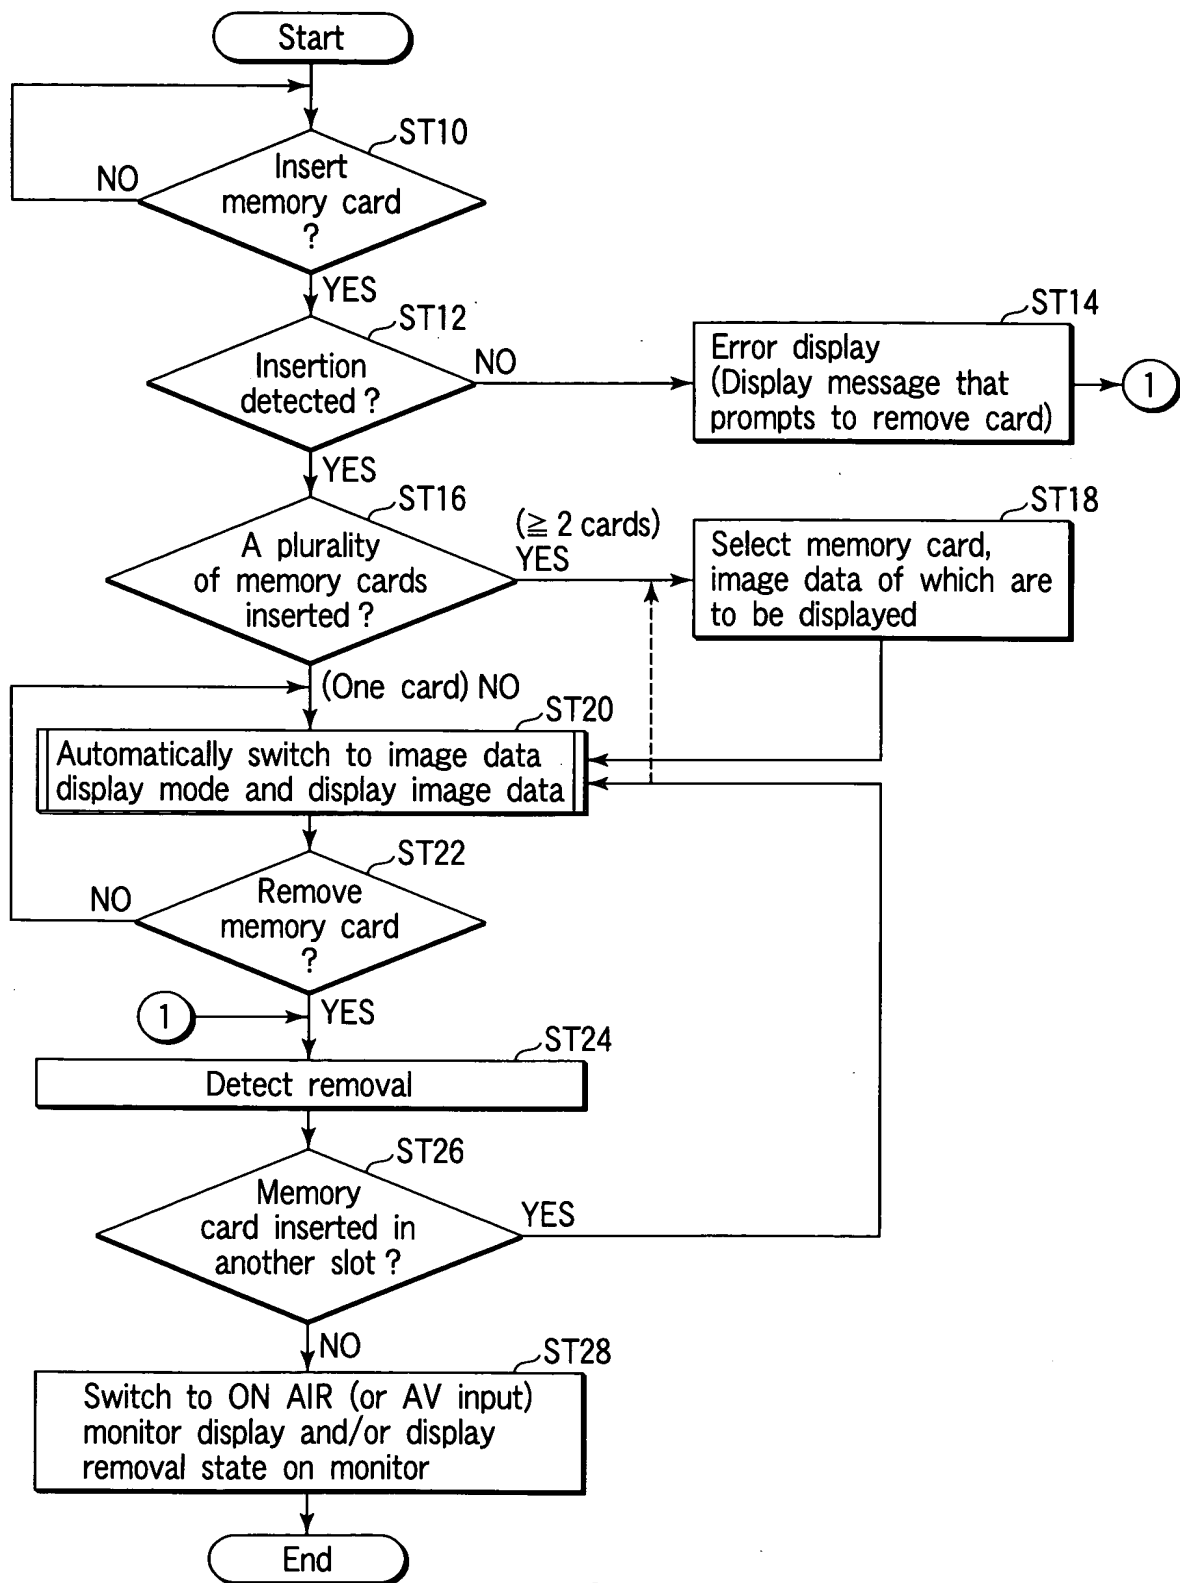 Start
ST10
NO
Insert
memory card
?
YES
ST12
Insertion
detected ?
NO
ST14
Error display
(Display message that
prompts to remove card)
1
YES
ST16
A plurality
of memory cards
inserted ?
(≧ 2 cards)
YES
ST18
Select memory card,
image data of which are
to be displayed
(One card) NO
ST20
Automatically switch to image data
display mode and display image data
ST22
NO
Remove
memory card
?
1
YES
ST24
Detect removal
ST26
Memory
card inserted in
another slot ?
YES
NO
ST28
Switch to ON AIR (or AV input)
monitor display and/or display
removal state on monitor
End